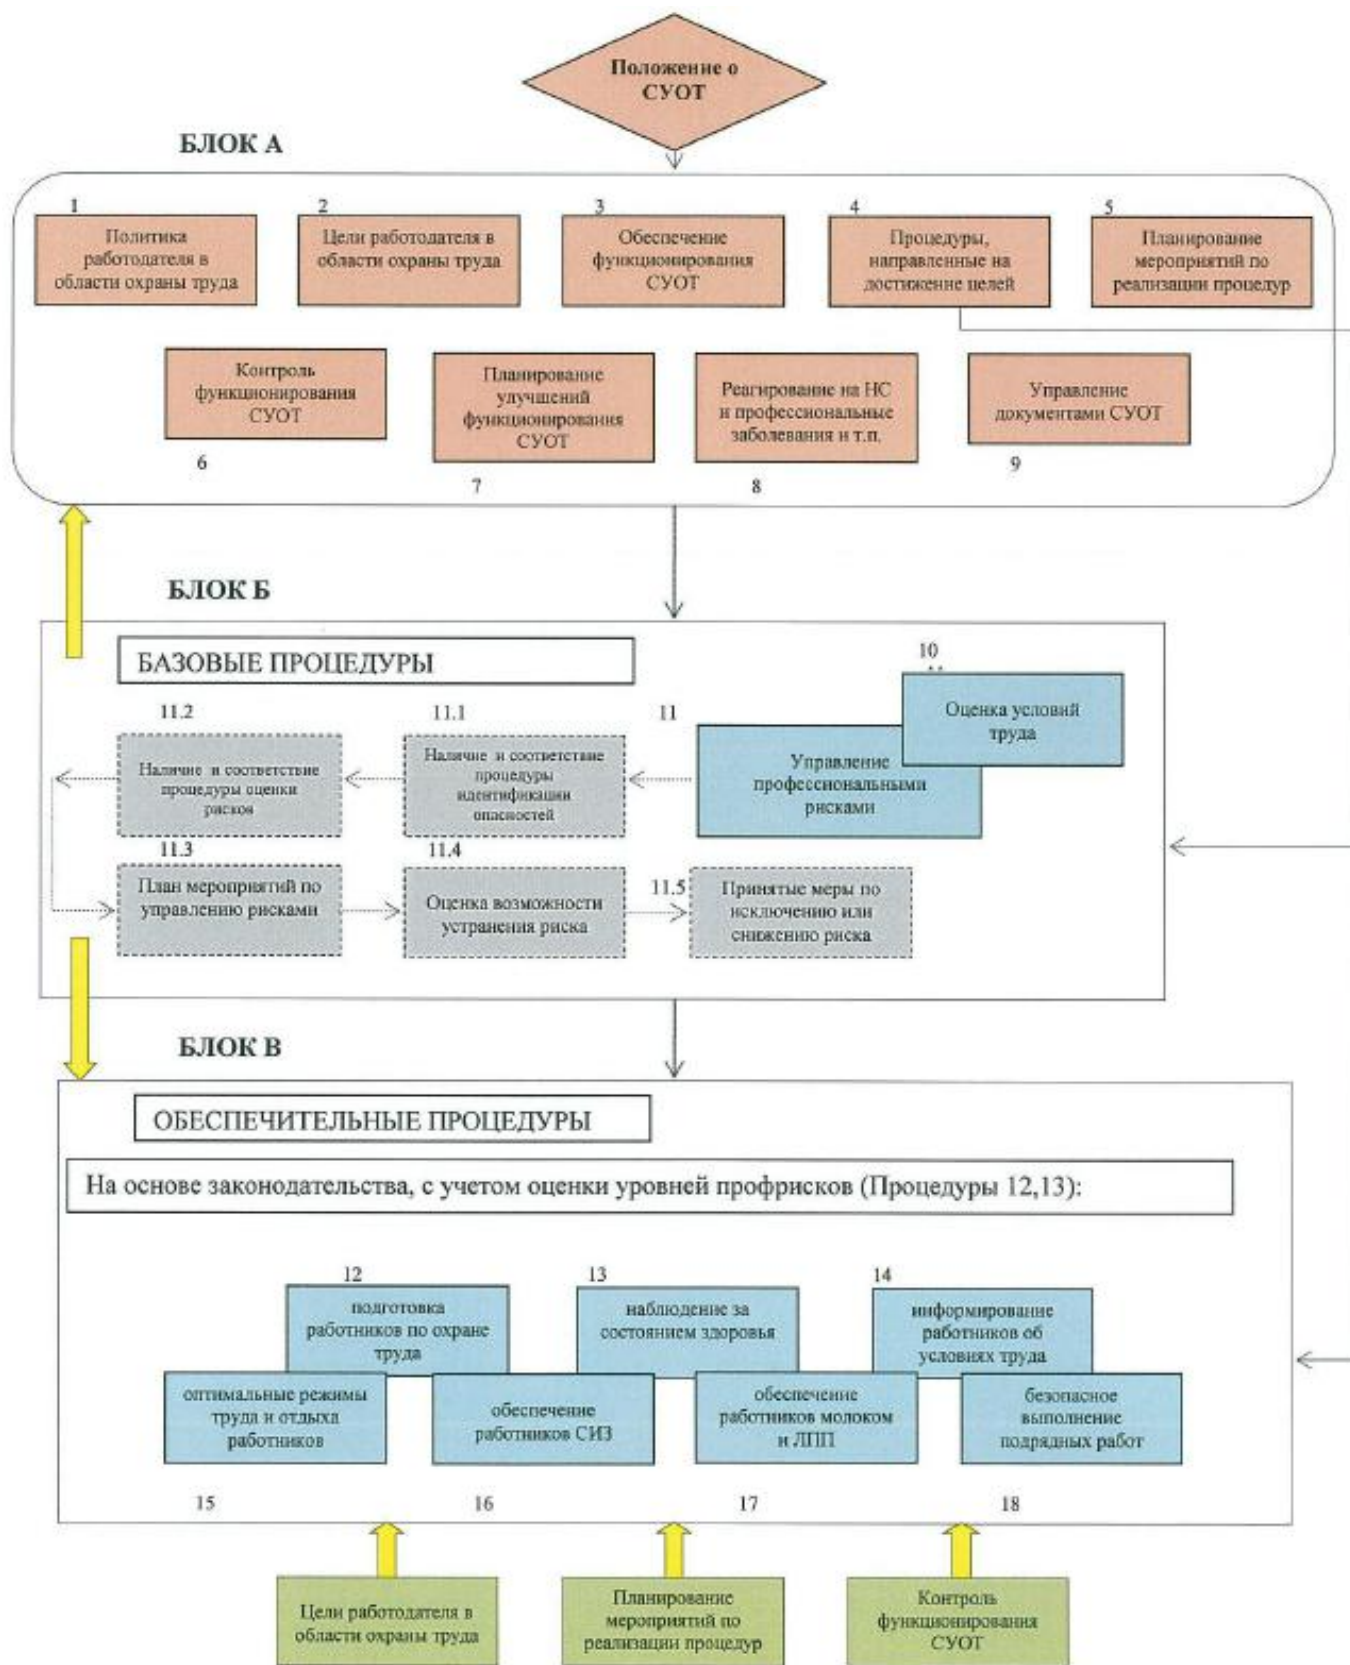 Положение о
СУОТ
БЛОК А
1
Политика
работодателя в
области охраны труда
2
Цели работодателя в
области охраны труда
3
Обеспечение
функционирования
СУОТ
4
Процедуры,
направленные на
достижение целей
5
Планирование
мероприятий по
реализации процедур
Контроль
функционирования
СУОТ
6
Планирование
улучшений
функционирования
СУОТ
7
Реагирование на НС
и профессиональные
заболевания и т.п.
8
Управление
документами СУОТ
9
БЛОК Б
БАЗОВЫЕ ПРОЦЕДУРЫ
10
Оценка условий
труда
11
Управление
профессиональными
рисками
11.1
Наличие и соответствие
процедуры
идентификации
опасностей
11.2
Наличие и соответствие
процедуры оценки
рисков
11.3
План мероприятий по
управлению рисками
11.4
Оценка возможности
устранения риска
11.5
Принятые меры по
исключению или
снижению риска
БЛОК В
ОБЕСПЕЧИТЕЛЬНЫЕ ПРОЦЕДУРЫ
На основе законодательства, с учетом оценки уровней профрисков (Процедуры 12,13):
12
подготовка
работников по охране
труда
13
наблюдение за
состоянием здоровья
14
информирование
работников об
условиях труда
оптимальные режимы
труда и отдыха
работников
15
обеспечение
работников СИЗ
16
обеспечение
работников молоком
и ЛПП
17
безопасное
выполнение
подрядных работ
18
Цели работодателя в
области охраны труда
Планирование
мероприятий по
реализации процедур
Контроль
функционирования
СУОТ